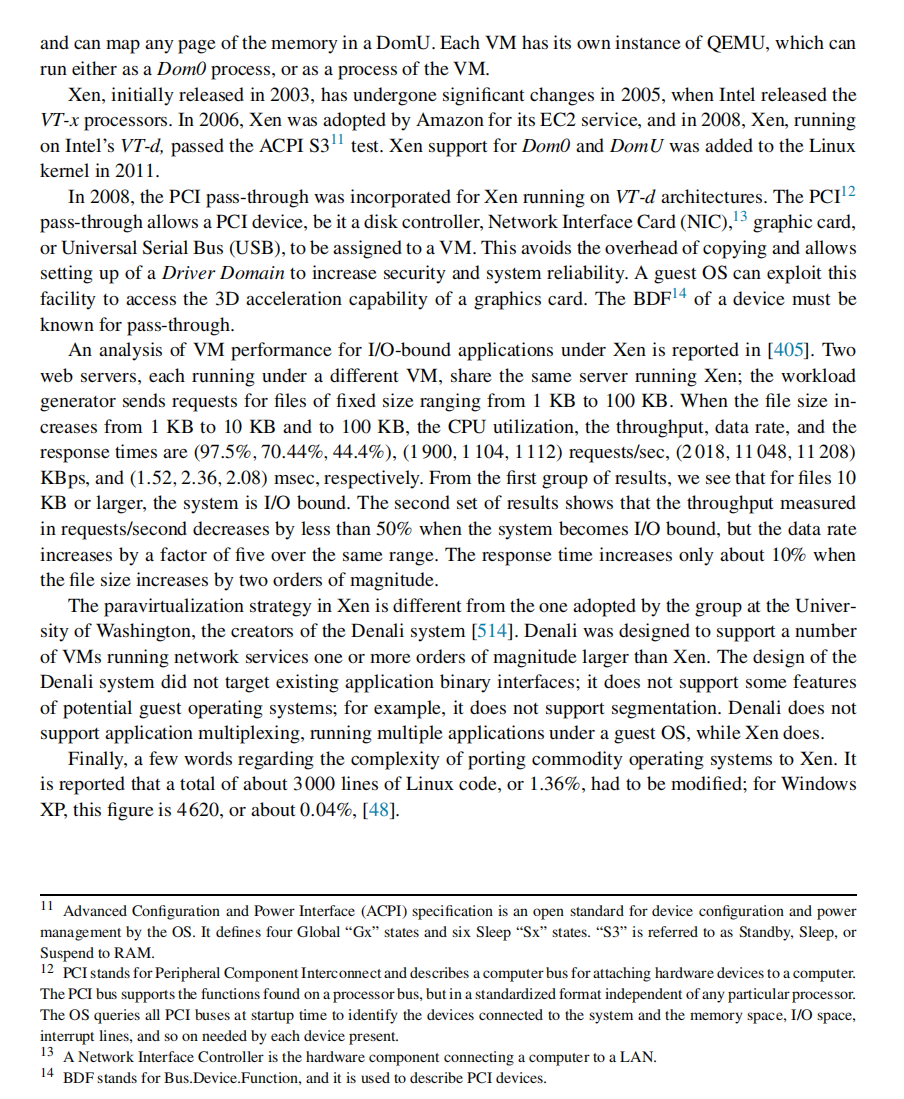 and can map any page of the memory in a DomU. Each VM has its own instance of QEMU, which can
run either as a Dom0 process, or as a process of the VM.
Xen, initially released in 2003, has undergone significant changes in 2005, when Intel released the
VT-x processors. In 2006, Xen was adopted by Amazon for its EC2 service, and in 2008, Xen, running
on Intel's VT-d, passed the ACPI S3¹¹ test. Xen support for Dom0 and DomU was added to the Linux
kernel in 2011.
In 2008, the PCI pass-through was incorporated for Xen running on VT-d architectures. The PCI¹²
pass-through allows a PCI device, be it a disk controller, Network Interface Card (NIC),¹³ graphic card,
or Universal Serial Bus (USB), to be assigned to a VM. This avoids the overhead of copying and allows
setting up of a Driver Domain to increase security and system reliability. A guest OS can exploit this
facility to access the 3D acceleration capability of a graphics card. The BDF¹⁴ of a device must be
known for pass-through.
An analysis of VM performance for I/O-bound applications under Xen is reported in [405]. Two
web servers, each running under a different VM, share the same server running Xen; the workload
generator sends requests for files of fixed size ranging from 1 KB to 100 KB. When the file size in-
creases from 1 KB to 10 KB and to 100 KB, the CPU utilization, the throughput, data rate, and the
response times are (97.5%, 70.44%, 44.4%), (1 900, 1 104, 1 112) requests/sec, (2 018, 11 048, 11 208)
KBps, and (1.52, 2.36, 2.08) msec, respectively. From the first group of results, we see that for files 10
KB or larger, the system is I/O bound. The second set of results shows that the throughput measured
in requests/second decreases by less than 50% when the system becomes I/O bound, but the data rate
increases by a factor of five over the same range. The response time increases only about 10% when
the file size increases by two orders of magnitude.
The paravirtualization strategy in Xen is different from the one adopted by the group at the Univer-
sity of Washington, the creators of the Denali system [514]. Denali was designed to support a number
of VMs running network services one or more orders of magnitude larger than Xen. The design of the
Denali system did not target existing application binary interfaces; it does not support some features
of potential guest operating systems; for example, it does not support segmentation. Denali does not
support application multiplexing, running multiple applications under a guest OS, while Xen does.
Finally, a few words regarding the complexity of porting commodity operating systems to Xen. It
is reported that a total of about 3 000 lines of Linux code, or 1.36%, had to be modified; for Windows
XP, this figure is 4 620, or about 0.04%, [48].
¹¹ Advanced Configuration and Power Interface (ACPI) specification is an open standard for device configuration and power
management by the OS. It defines four Global “Gx” states and six Sleep “Sx” states. “S3” is referred to as Standby, Sleep, or
Suspend to RAM.
¹² PCI stands for Peripheral Component Interconnect and describes a computer bus for attaching hardware devices to a computer.
The PCI bus supports the functions found on a processor bus, but in a standardized format independent of any particular processor.
The OS queries all PCI buses at startup time to identify the devices connected to the system and the memory space, I/O space,
interrupt lines, and so on needed by each device present.
¹³ A Network Interface Controller is the hardware component connecting a computer to a LAN.
¹⁴ BDF stands for Bus.Device.Function, and it is used to describe PCI devices.